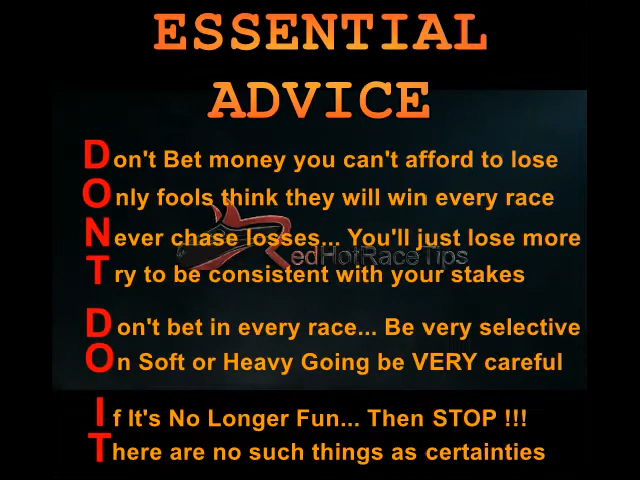 ESSENTIAL
ADVICE
Don't Bet money you can't afford to lose
Only fools think they will win every race
Never chase losses... You'll just lose more
RedHotRaceTips
Try to be consistent with your stakes
Don't bet in every race... Be very selective
On Soft or Heavy Going be VERY careful
If It's No Longer Fun... Then STOP !!!
There are no such things as certainties